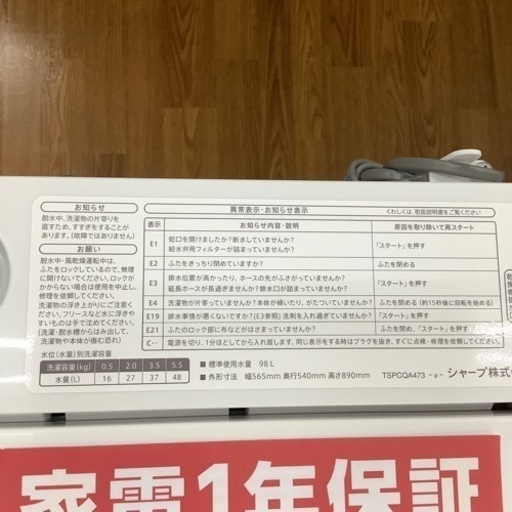 お知らせ
脱水中、洗濯物の片寄りを
直すため、すすぎをすることが
あります。(故障ではありません)
お願い
脱水中・風乾燥運転中は、
ふたをロックしているので、無理
に開けないでください。ロックが
かからない場合は使用を中止し、
修理を依頼してください。
洗濯物の浮き上がりにご注意
ください。フリースなど水に浮き
やすいものは手で沈めてください。
(洗濯・脱水槽からはみ出して、
洗濯物や本体が傷む恐れ)
異常表示・お知らせ表示
くわしくは、取扱説明書をご覧ください
表示 お知らせ内容・説明 原因を取り除いて再スタート
E1 蛇口を開けましたか?断水していませんか?
給水弁用フィルターが詰まっていませんか? 「スタート」を押す
E2 ふたをきっちり閉めていますか? ふたを閉める
E3 排水位置が高かったり、ホースの先がふさがっていませんか?
延長ホースが長過ぎませんか?排水口が詰まっていませんか? 「スタート」を押す
E4 洗濯物が片寄っていませんか?本体が傾いたり、がたついていませんか? ふたを閉める(約15秒後に回転を始める)
E19 排水事情が悪くないですか?(E3参照)洗剤を入れ過ぎていませんか? 「スタート」を押す
E21 ふたのロック部に布などがはさまっていませんか? ふたを閉める
C-- 電源を切り、1分ほどしてから入れ直します。同じ表示をする時はプラグを抜き、すぐに点検・修理を依頼してください。
水位(水量)別洗濯容量
洗濯容量(kg) 0.5 2.0 3.5 5.5
水量(L) 16 27 37 48
■ 標準使用水量 98L
■ 外形寸法 幅565mm 奥行540mm 高さ890mm
TSPCQA473 -p- シャープ株式
家電1年保証